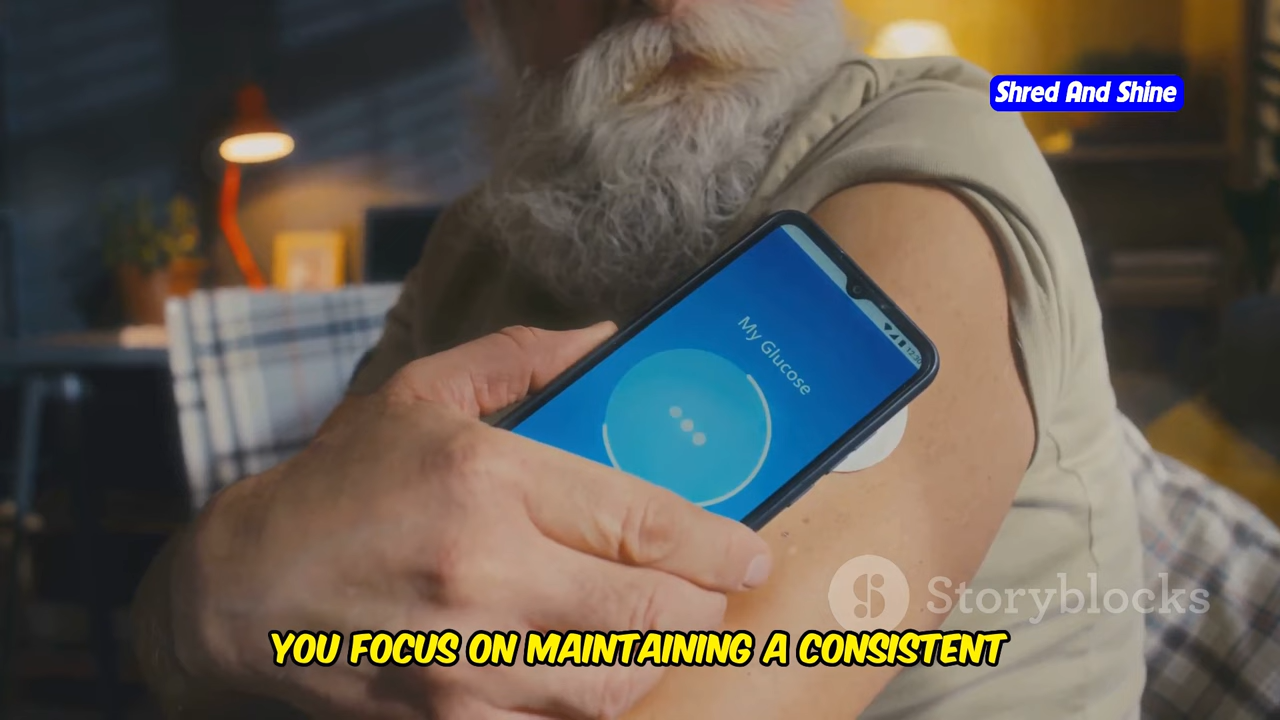 Shred And Shine
My Glucose
Storyblocks
YOU FOCUS ON MAINTAINING A CONSISTENT